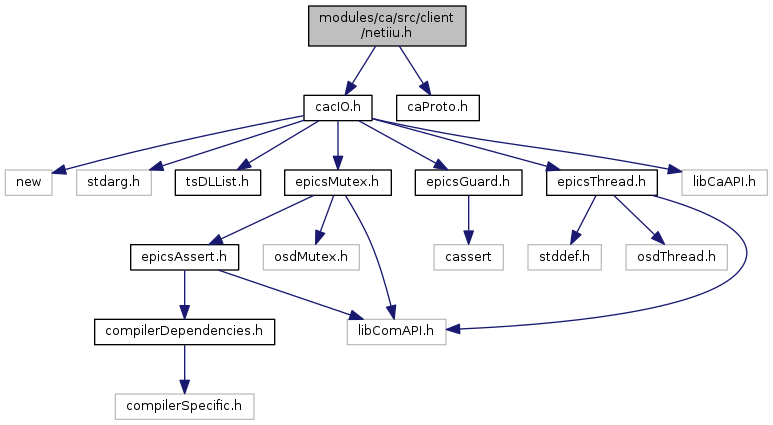 modules/ca/src/client
/netiiu.h
cacIO.h
caProto.h
new
stdarg.h
tsDLList.h
epicsMutex.h
epicsGuard.h
epicsThread.h
libCaAPI.h
epicsAssert.h
osdMutex.h
cassert
stddef.h
osdThread.h
compilerDependencies.h
libComAPI.h
compilerSpecific.h